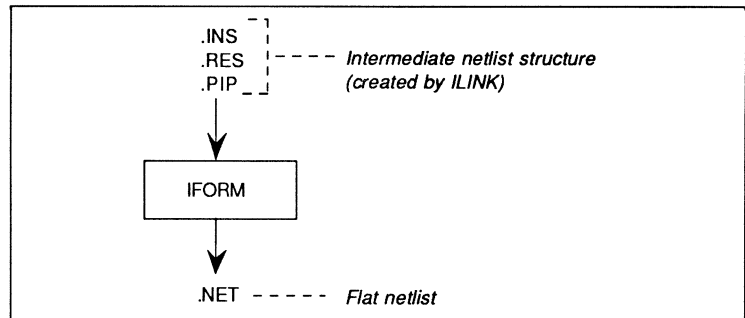 .INS
.RES
.PIP
Intermediate netlist structure
(created by ILINK)
IFORM
.NET
Flat netlist